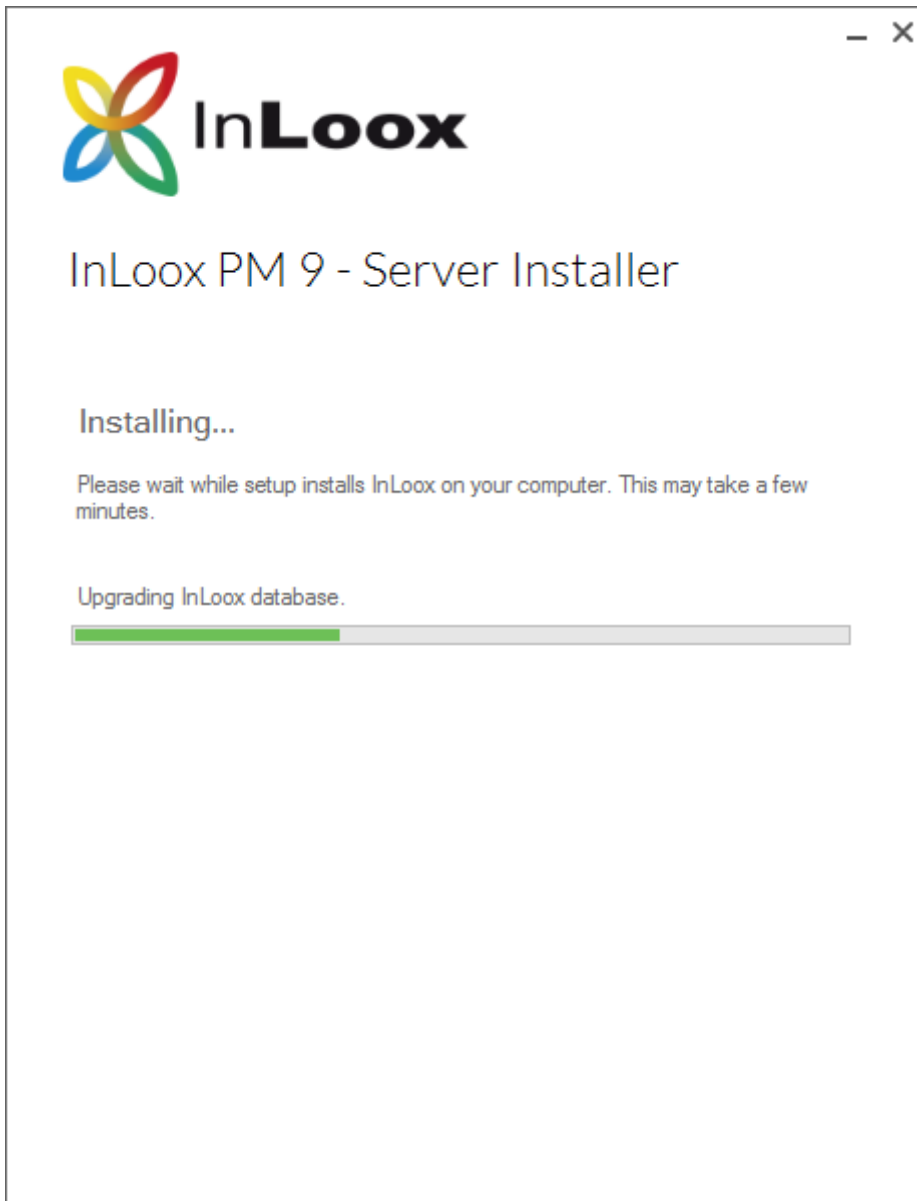 InLoox
InLoox PM 9 - Server Installer
Installing...
Please wait while setup installs InLoox on your computer. This may take a few
minutes.
Upgrading InLoox database.